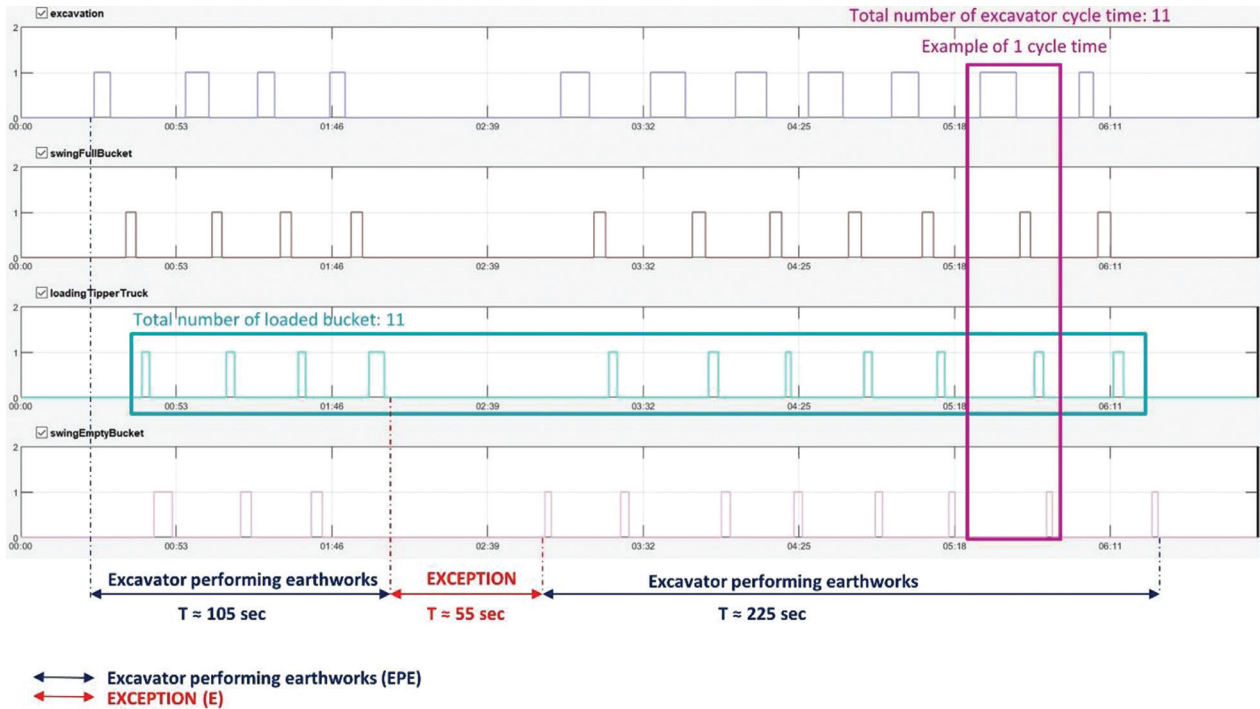 excavation
Total number of excavator cycle time: 11
Example of 1 cycle time
2
1
0
00:00 00:53 01:46 02:39 03:32 04:25 05:18 06:11
swingFullBucket
2
1
0
00:00 00:53 01:46 02:39 03:32 04:25 05:18 06:11
loadingTipperTruck
2
Total number of loaded bucket: 11
1
0
00:00 00:53 01:46 02:39 03:32 04:25 05:18 06:11
swingEmptyBucket
2
1
0
00:00 00:53 01:46 02:39 03:32 04:25 05:18 06:11
Excavator performing earthworks EXCEPTION Excavator performing earthworks
T ≈ 105 sec T ≈ 55 sec T ≈ 225 sec
Excavator performing earthworks (EPE)
EXCEPTION (E)